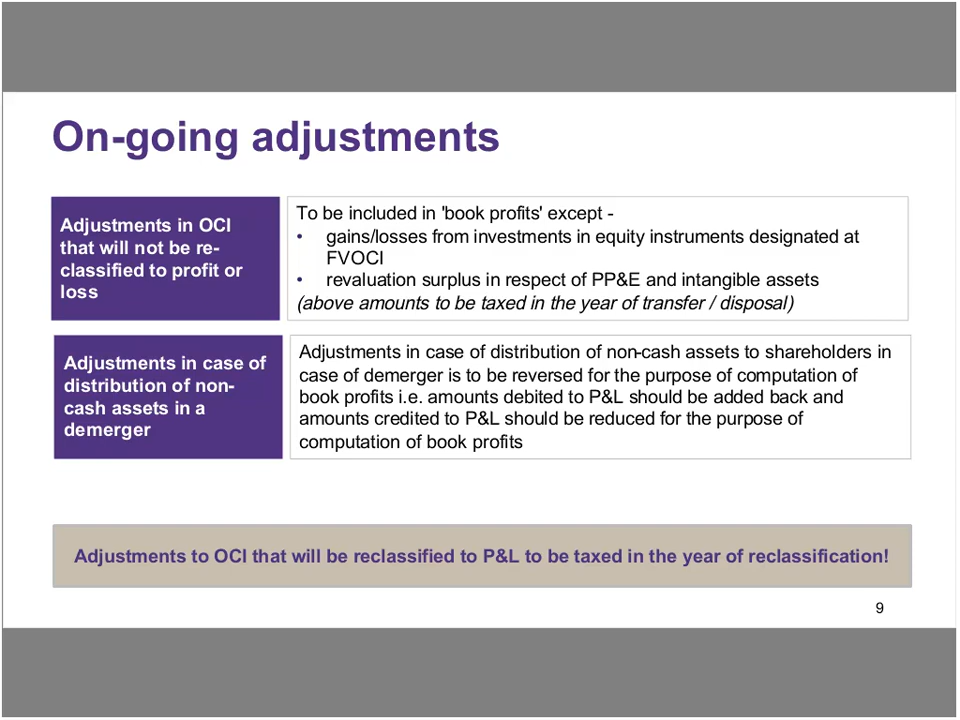 On-going adjustments
Adjustments in OCI
that will not be re-
classified to profit or
loss
To be included in 'book profits' except -
• gains/losses from investments in equity instruments designated at
FVOCI
• revaluation surplus in respect of PP&E and intangible assets
(above amounts to be taxed in the year of transfer / disposal)
Adjustments in case of
distribution of non-
cash assets in a
demerger
Adjustments in case of distribution of non-cash assets to shareholders in
case of demerger is to be reversed for the purpose of computation of
book profits i.e. amounts debited to P&L should be added back and
amounts credited to P&L should be reduced for the purpose of
computation of book profits
Adjustments to OCI that will be reclassified to P&L to be taxed in the year of reclassification!
9